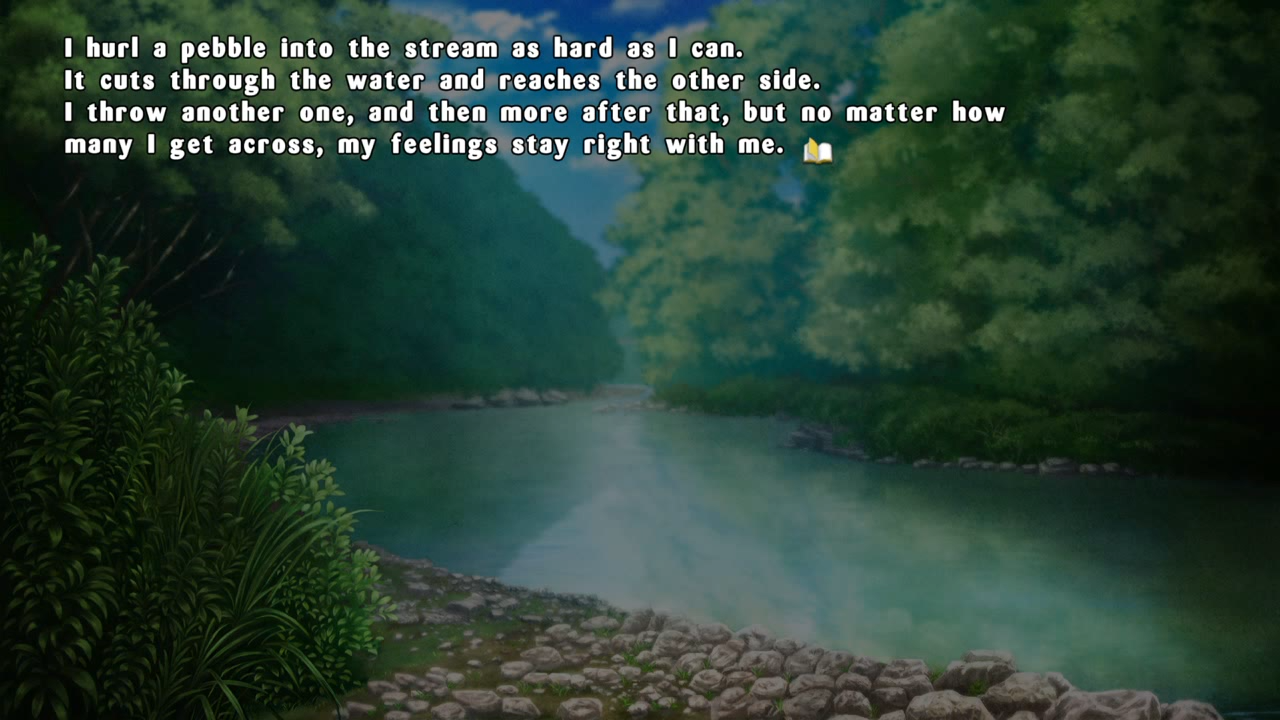 I hurl a pebble into the stream as hard as I can.
It cuts through the water and reaches the other side.
I throw another one, and then more after that, but no matter how
many I get across, my feelings stay right with me.